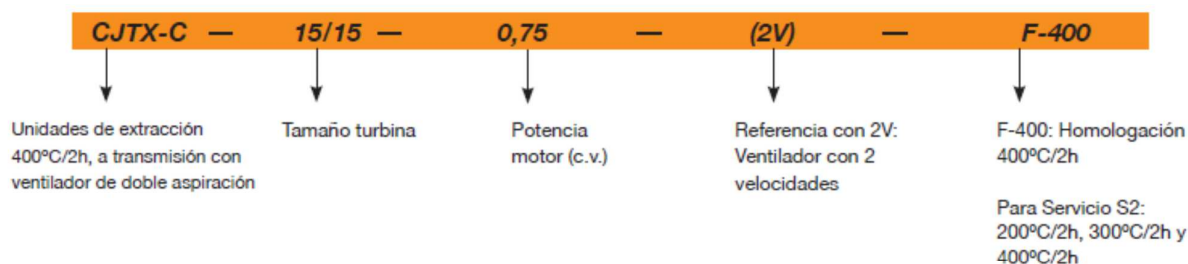 CJTX-C — 15/15 — 0,75 — (2V) — F-400
Unidades de extracción
400ºC/2h, a transmisión con
ventilador de doble aspiración
Tamaño turbina
Potencia
motor (c.v.)
Referencia con 2V:
Ventilador con 2
velocidades
F-400: Homologación
400ºC/2h
Para Servicio S2:
200ºC/2h, 300ºC/2h y
400ºC/2h